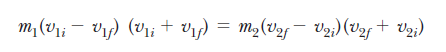 m₁(v₁ᵢ − v₁f) (v₁ᵢ + v₁f) = m₂(v₂f − v₂ᵢ)(v₂f + v₂ᵢ)